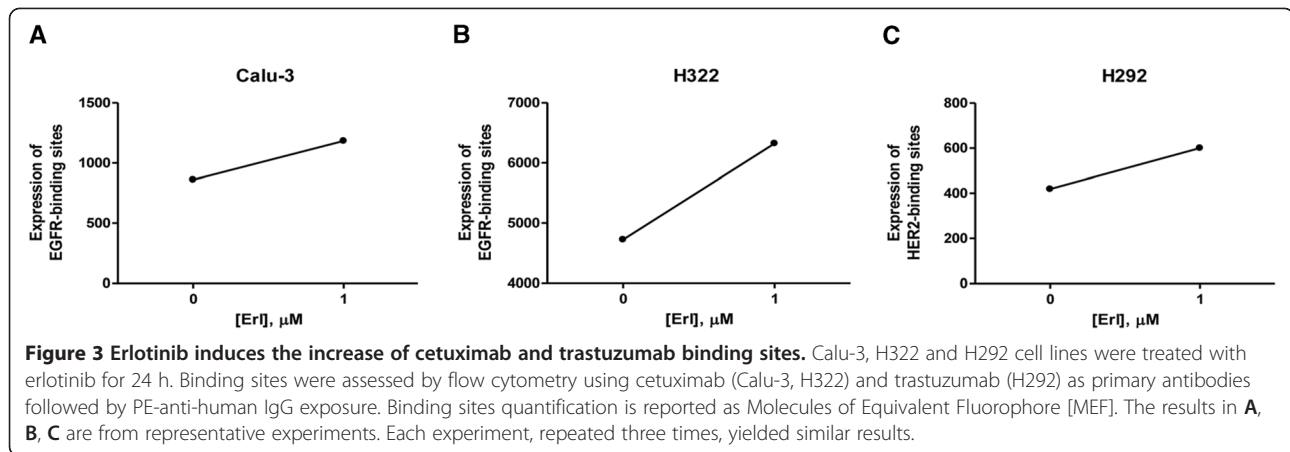 A
B
C
Calu-3
H322
H292
Expression of
EGFR-binding sites
1500
1000
500
0
0
1
[Erl], μM
Expression of
EGFR-binding sites
7000
6000
5000
4000
0
1
[Erl], μM
Expression of
HER2-binding sites
800
600
400
200
0
0
1
[Erl], μM
Figure 3 Erlotinib induces the increase of cetuximab and trastuzumab binding sites. Calu-3, H322 and H292 cell lines were treated with
erlotinib for 24 h. Binding sites were assessed by flow cytometry using cetuximab (Calu-3, H322) and trastuzumab (H292) as primary antibodies
followed by PE-anti-human IgG exposure. Binding sites quantification is reported as Molecules of Equivalent Fluorophore [MEF]. The results in A,
B, C are from representative experiments. Each experiment, repeated three times, yielded similar results.